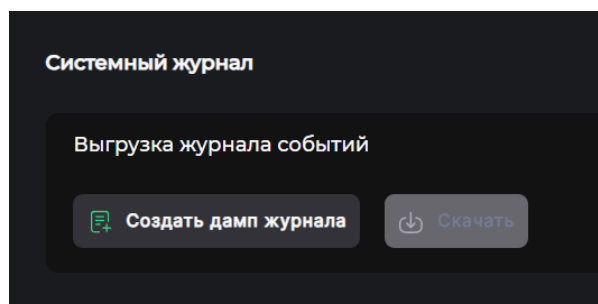 Системный журнал
Выгрузка журнала событий
Создать дамп журнала Скачать